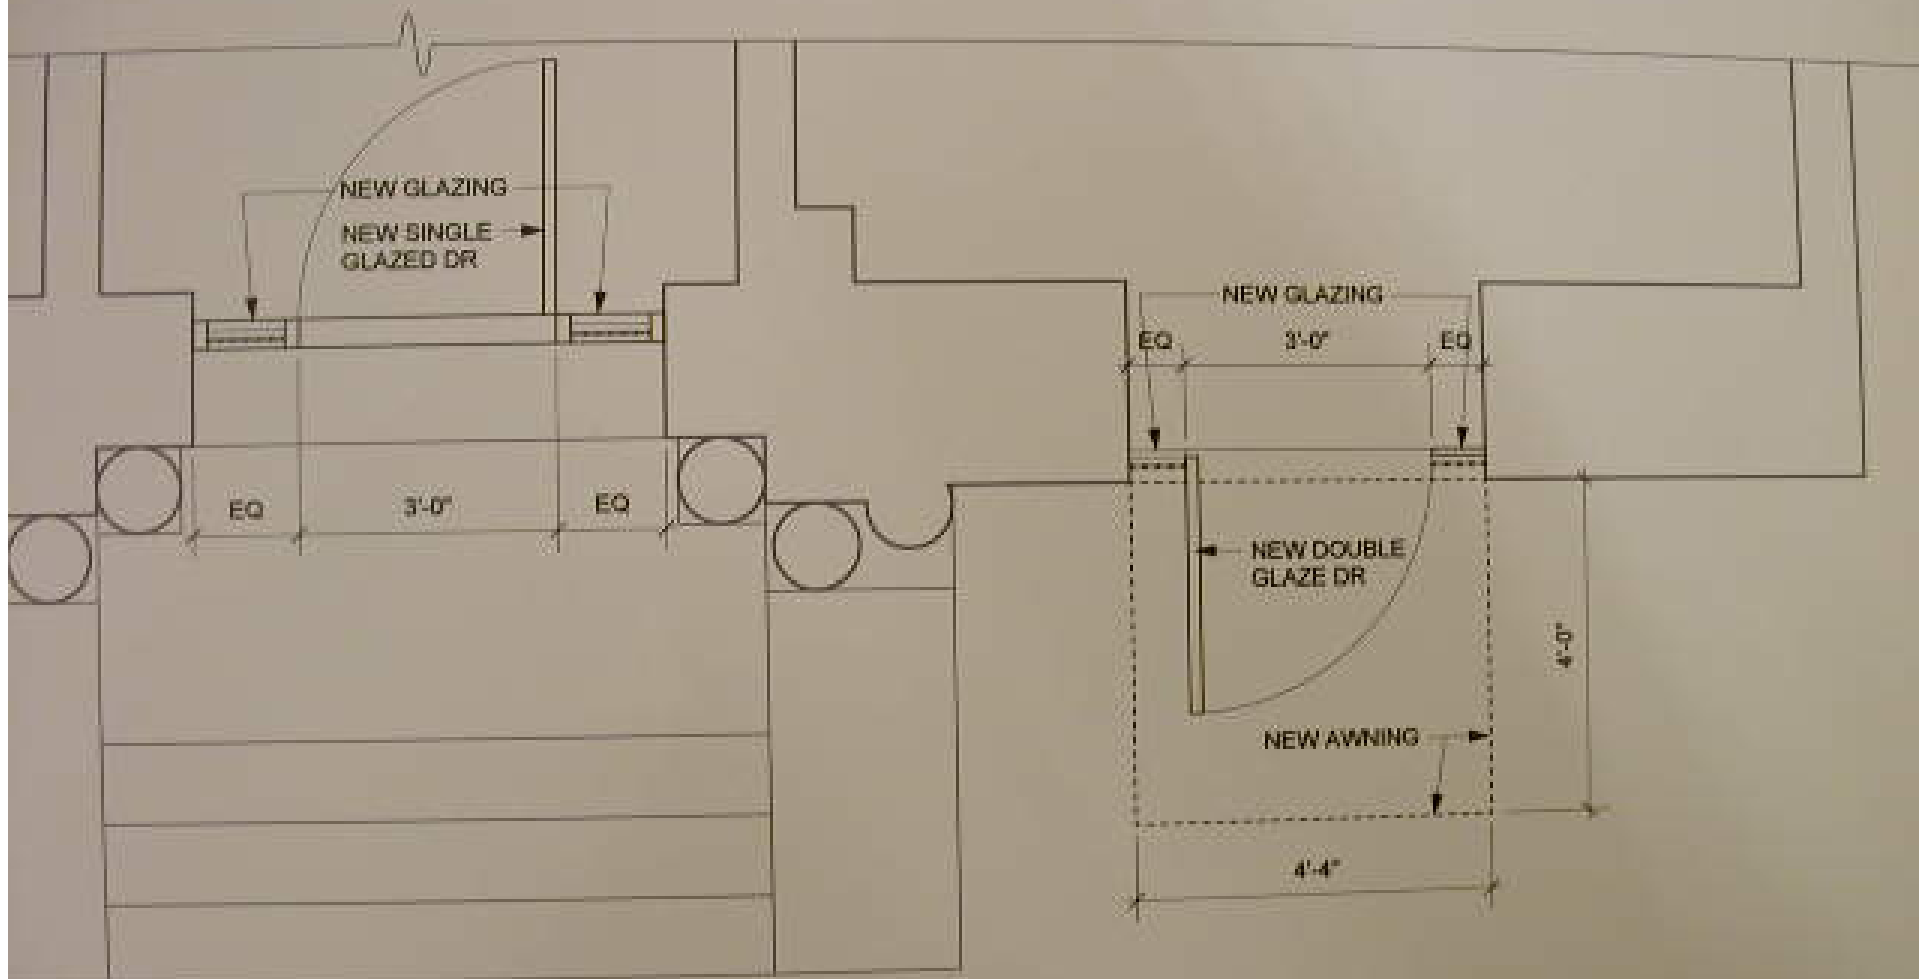 NEW GLAZING
NEW SINGLE
GLAZED DR
EQ
3'-0"
EQ
NEW GLAZING
EQ
3'-0"
EQ
NEW DOUBLE
GLAZE DR
4'-0"
NEW AWNING
4'-4"